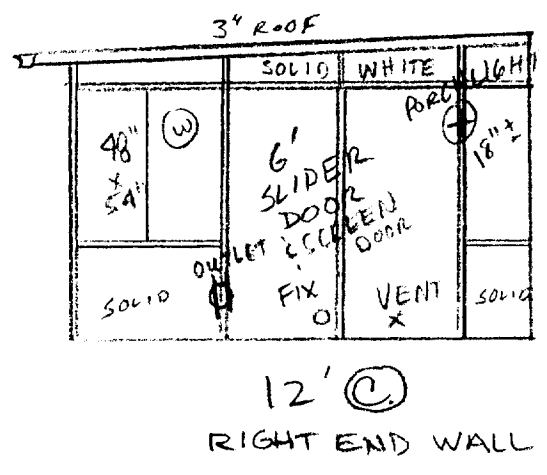 3" ROOF
SOLID WHITE
PORCH LIGHT
48"
x
54"
W
18" ±
6'
SLIDER
DOOR
& SCREEN
DOOR
OUTLET
SOLID
FIX
O
VENT
X
SOLID
12' C.
RIGHT END WALL